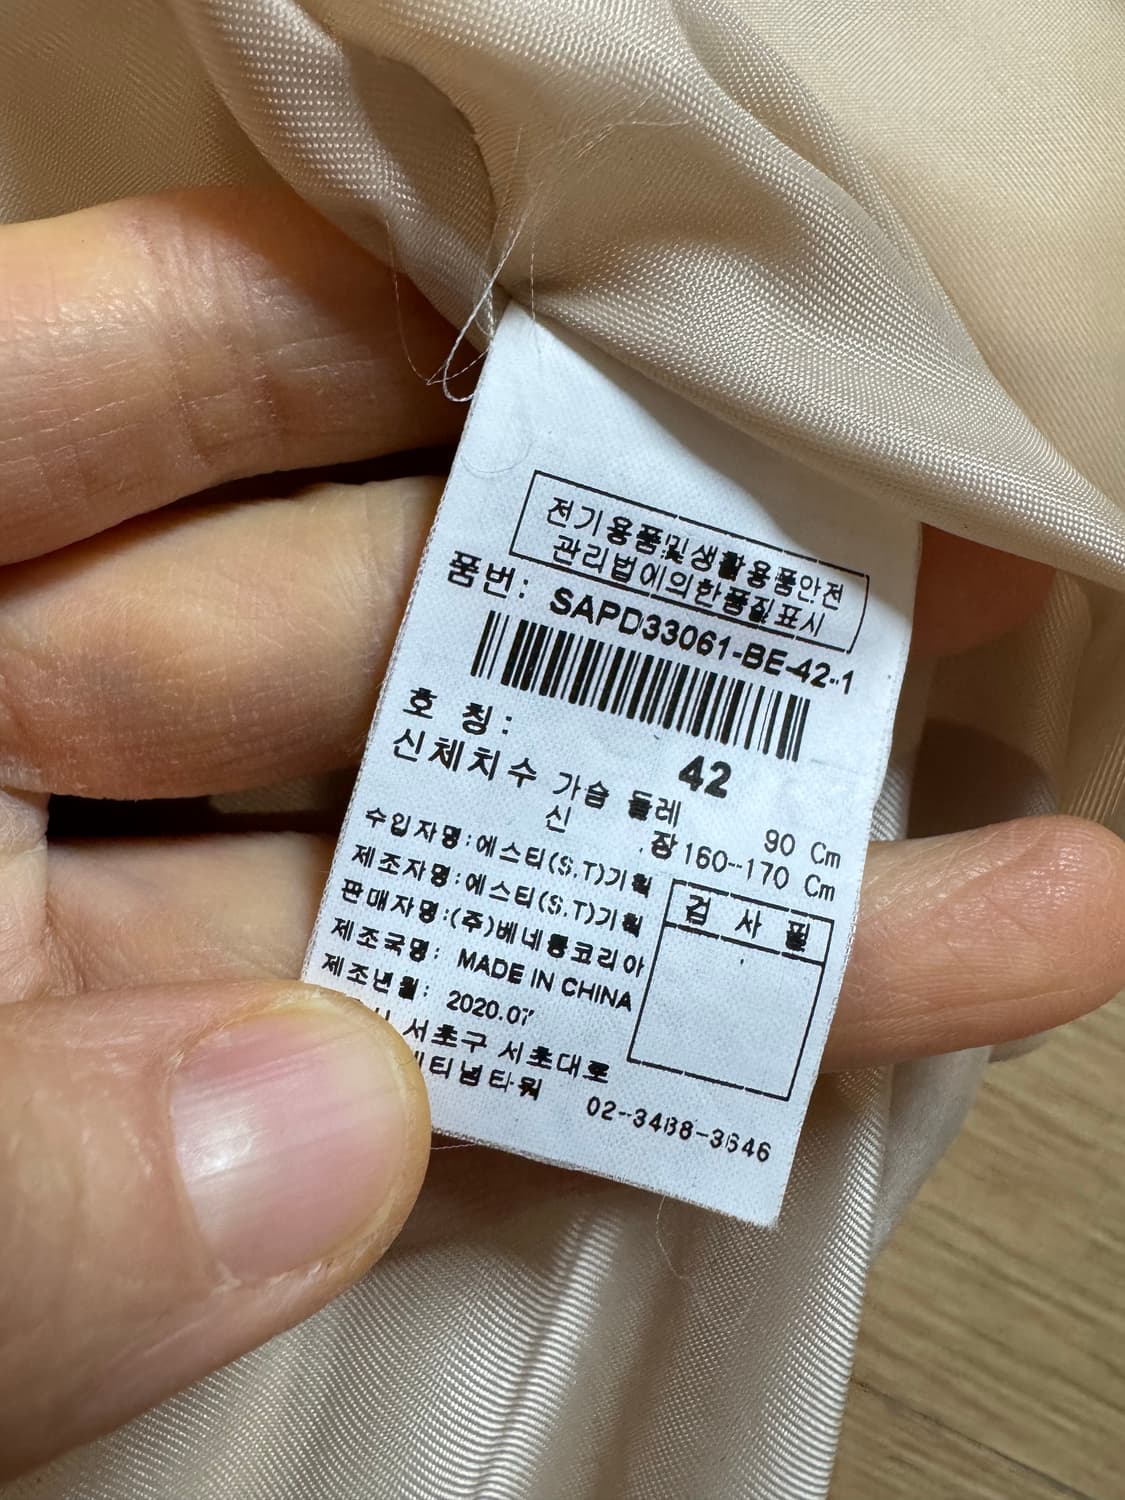 전기용품및생활용품안전
관리법에의한품질표시
품번: SAPD33061-BE-42-1
호 칭: 42
신체치수 가슴 둘레 90 Cm
신 장 160--170 Cm
수입자명:에스티(S.T)기획
제조자명:에스티(S.T)기획
판매자명:(주)베네통코리아
제조국명: MADE IN CHINA
제조년월: 2020.07
서초구 서초대로
02--3488-3646
검 사 필